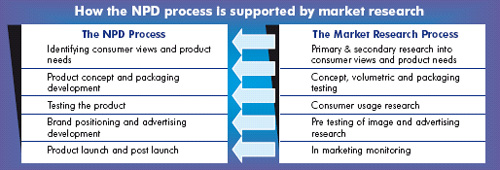 How the NPD process is supported by market research
The NPD Process
Identifying consumer views and product
needs
Product concept and packaging
development
Testing the product
Brand positioning and advertising
development
Product launch and post launch
The Market Research Process
Primary & secondary research into
consumer views and product needs
Concept, volumetric and packaging
testing
Consumer usage research
Pre testing of image and advertising
research
In marketing monitoring